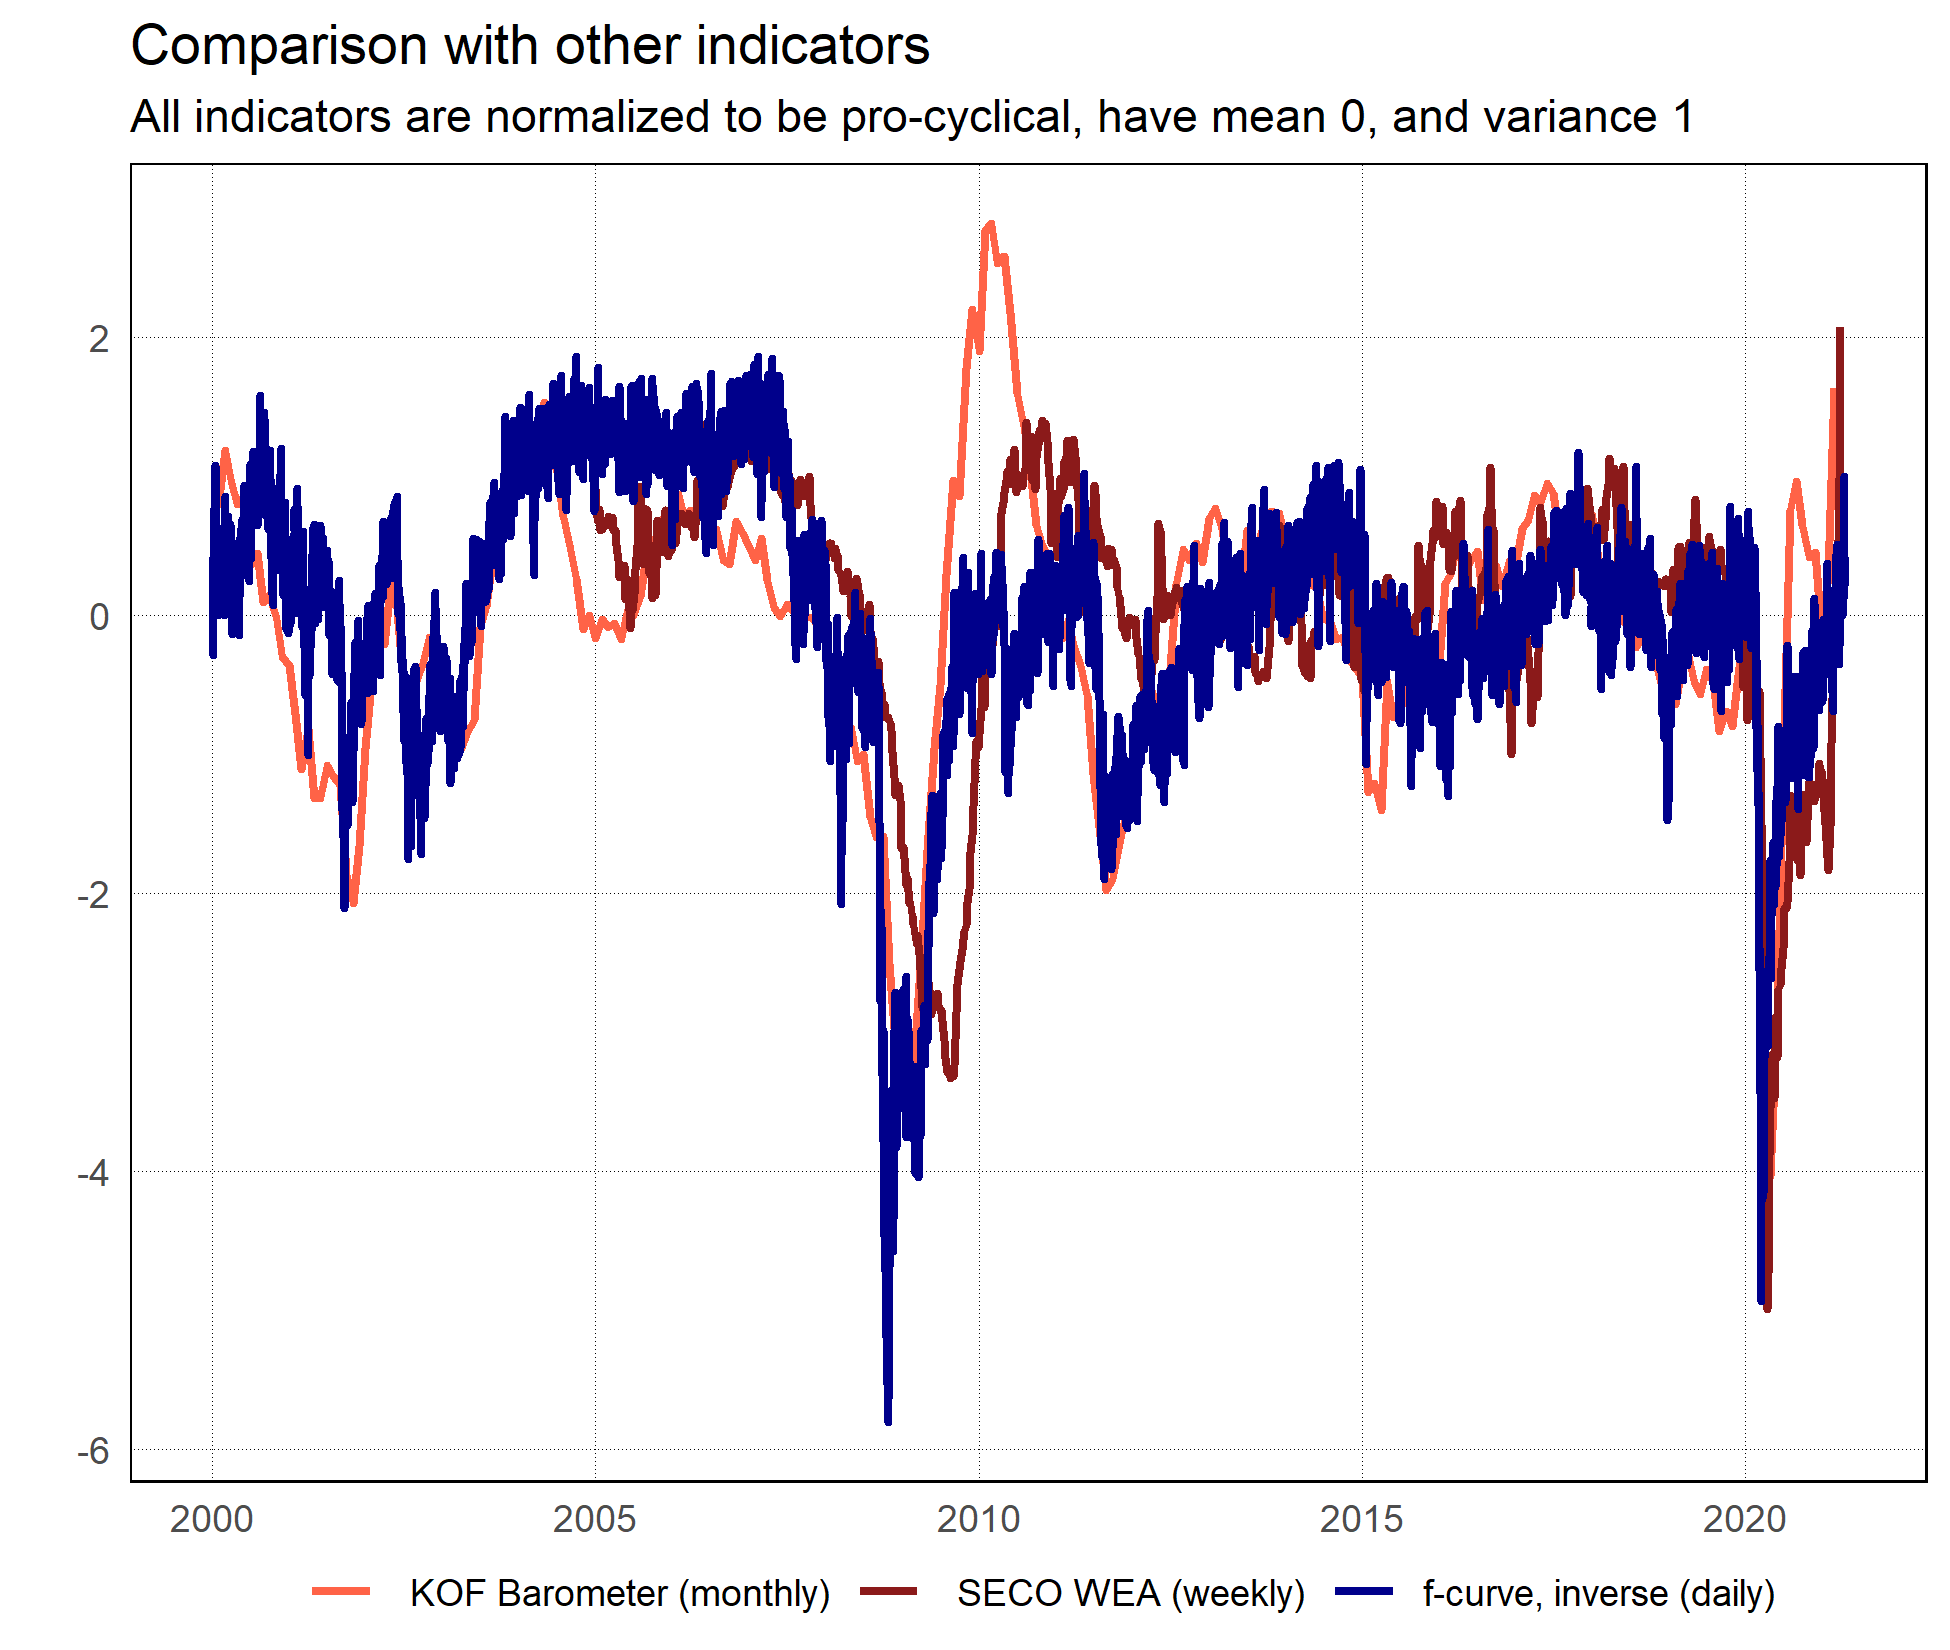 Comparison with other indicators
All indicators are normalized to be pro-cyclical, have mean 0, and variance 1
2
0
-2
-4
-6
2000 2005 2010 2015 2020
KOF Barometer (monthly) SECO WEA (weekly) f-curve, inverse (daily)